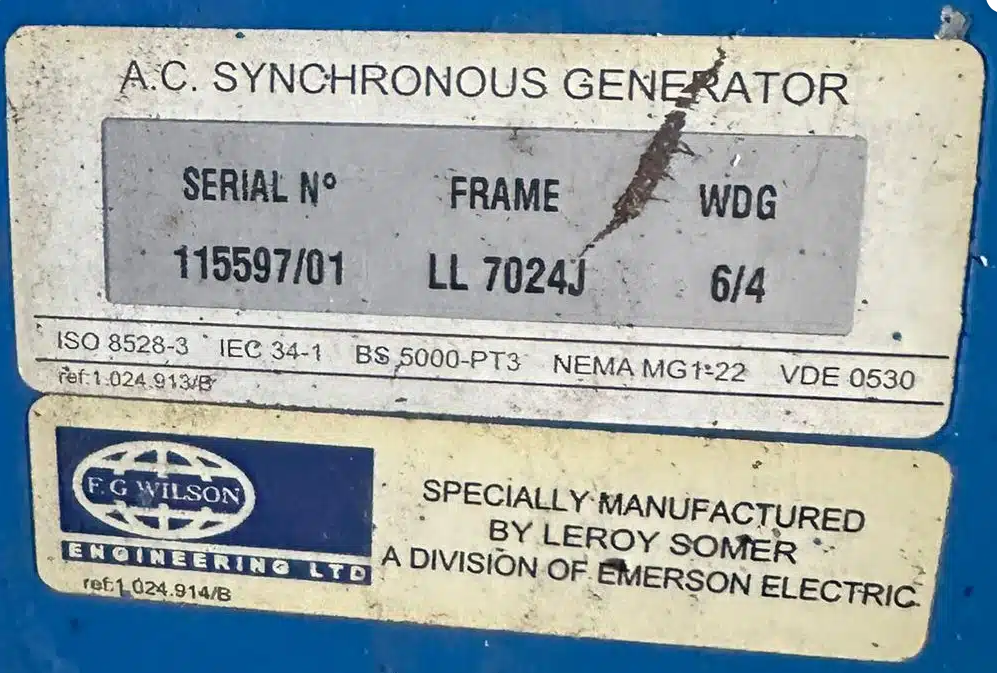 A.C. SYNCHRONOUS GENERATOR
SERIAL Nº FRAME WDG
115597/01 LL 7024J 6/4
ISO 8528-3 IEC 34-1 BS 5000-PT3 NEMA MG1-22 VDE 0530
ref:1.024.913/B
F.G WILSON
ENGINEERING LTD
ref:1.024.914/B
SPECIALLY MANUFACTURED
BY LEROY SOMER
A DIVISION OF EMERSON ELECTRIC